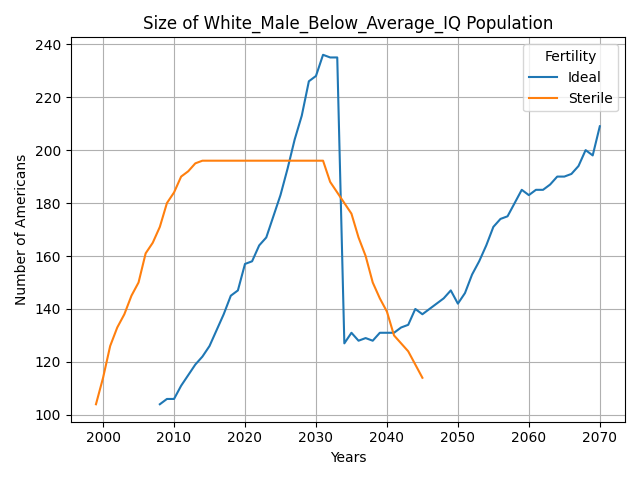 Size of White_Male_Below_Average_IQ Population
Number of Americans
240
220
200
180
160
140
120
100
Fertility
Ideal
Sterile
2000 2010 2020 2030 2040 2050 2060 2070
Years